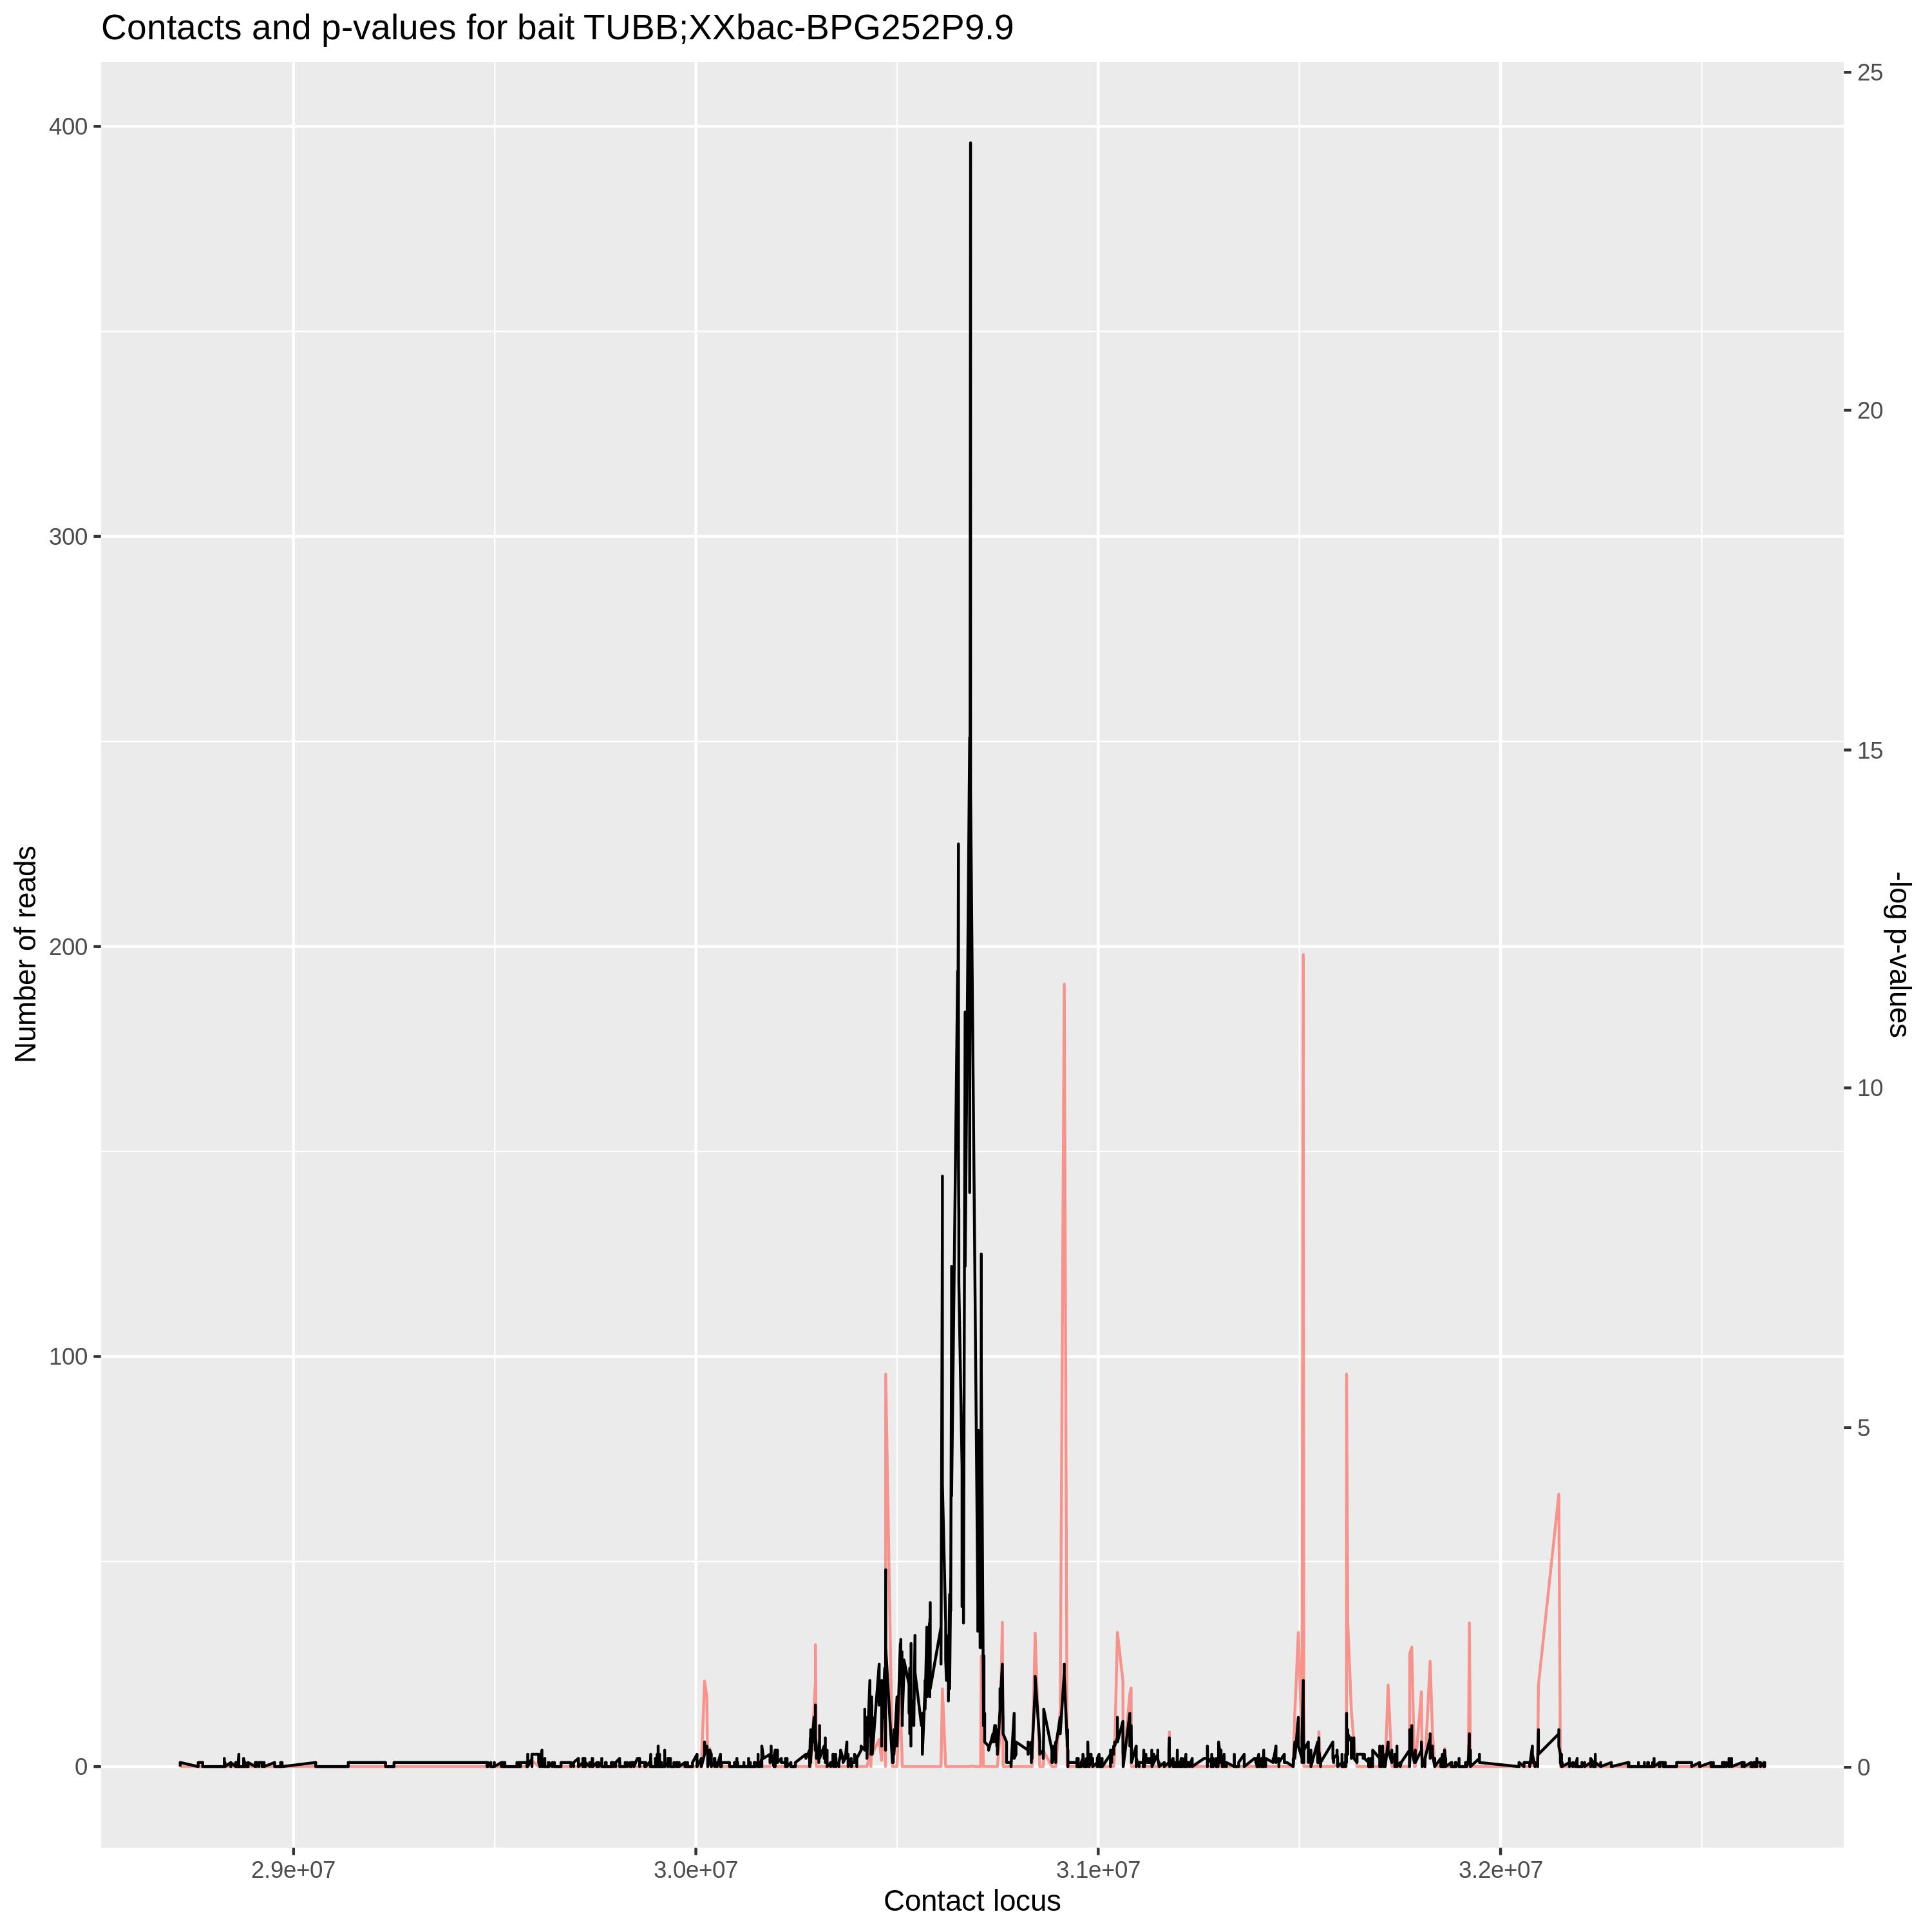 Contacts and p-values for bait TUBB;XXbac-BPG252P9.9
400
300
200
100
0
Number of reads
25
20
15
10
5
0
-log p-values
2.9e+07
3.0e+07
3.1e+07
3.2e+07
Contact locus